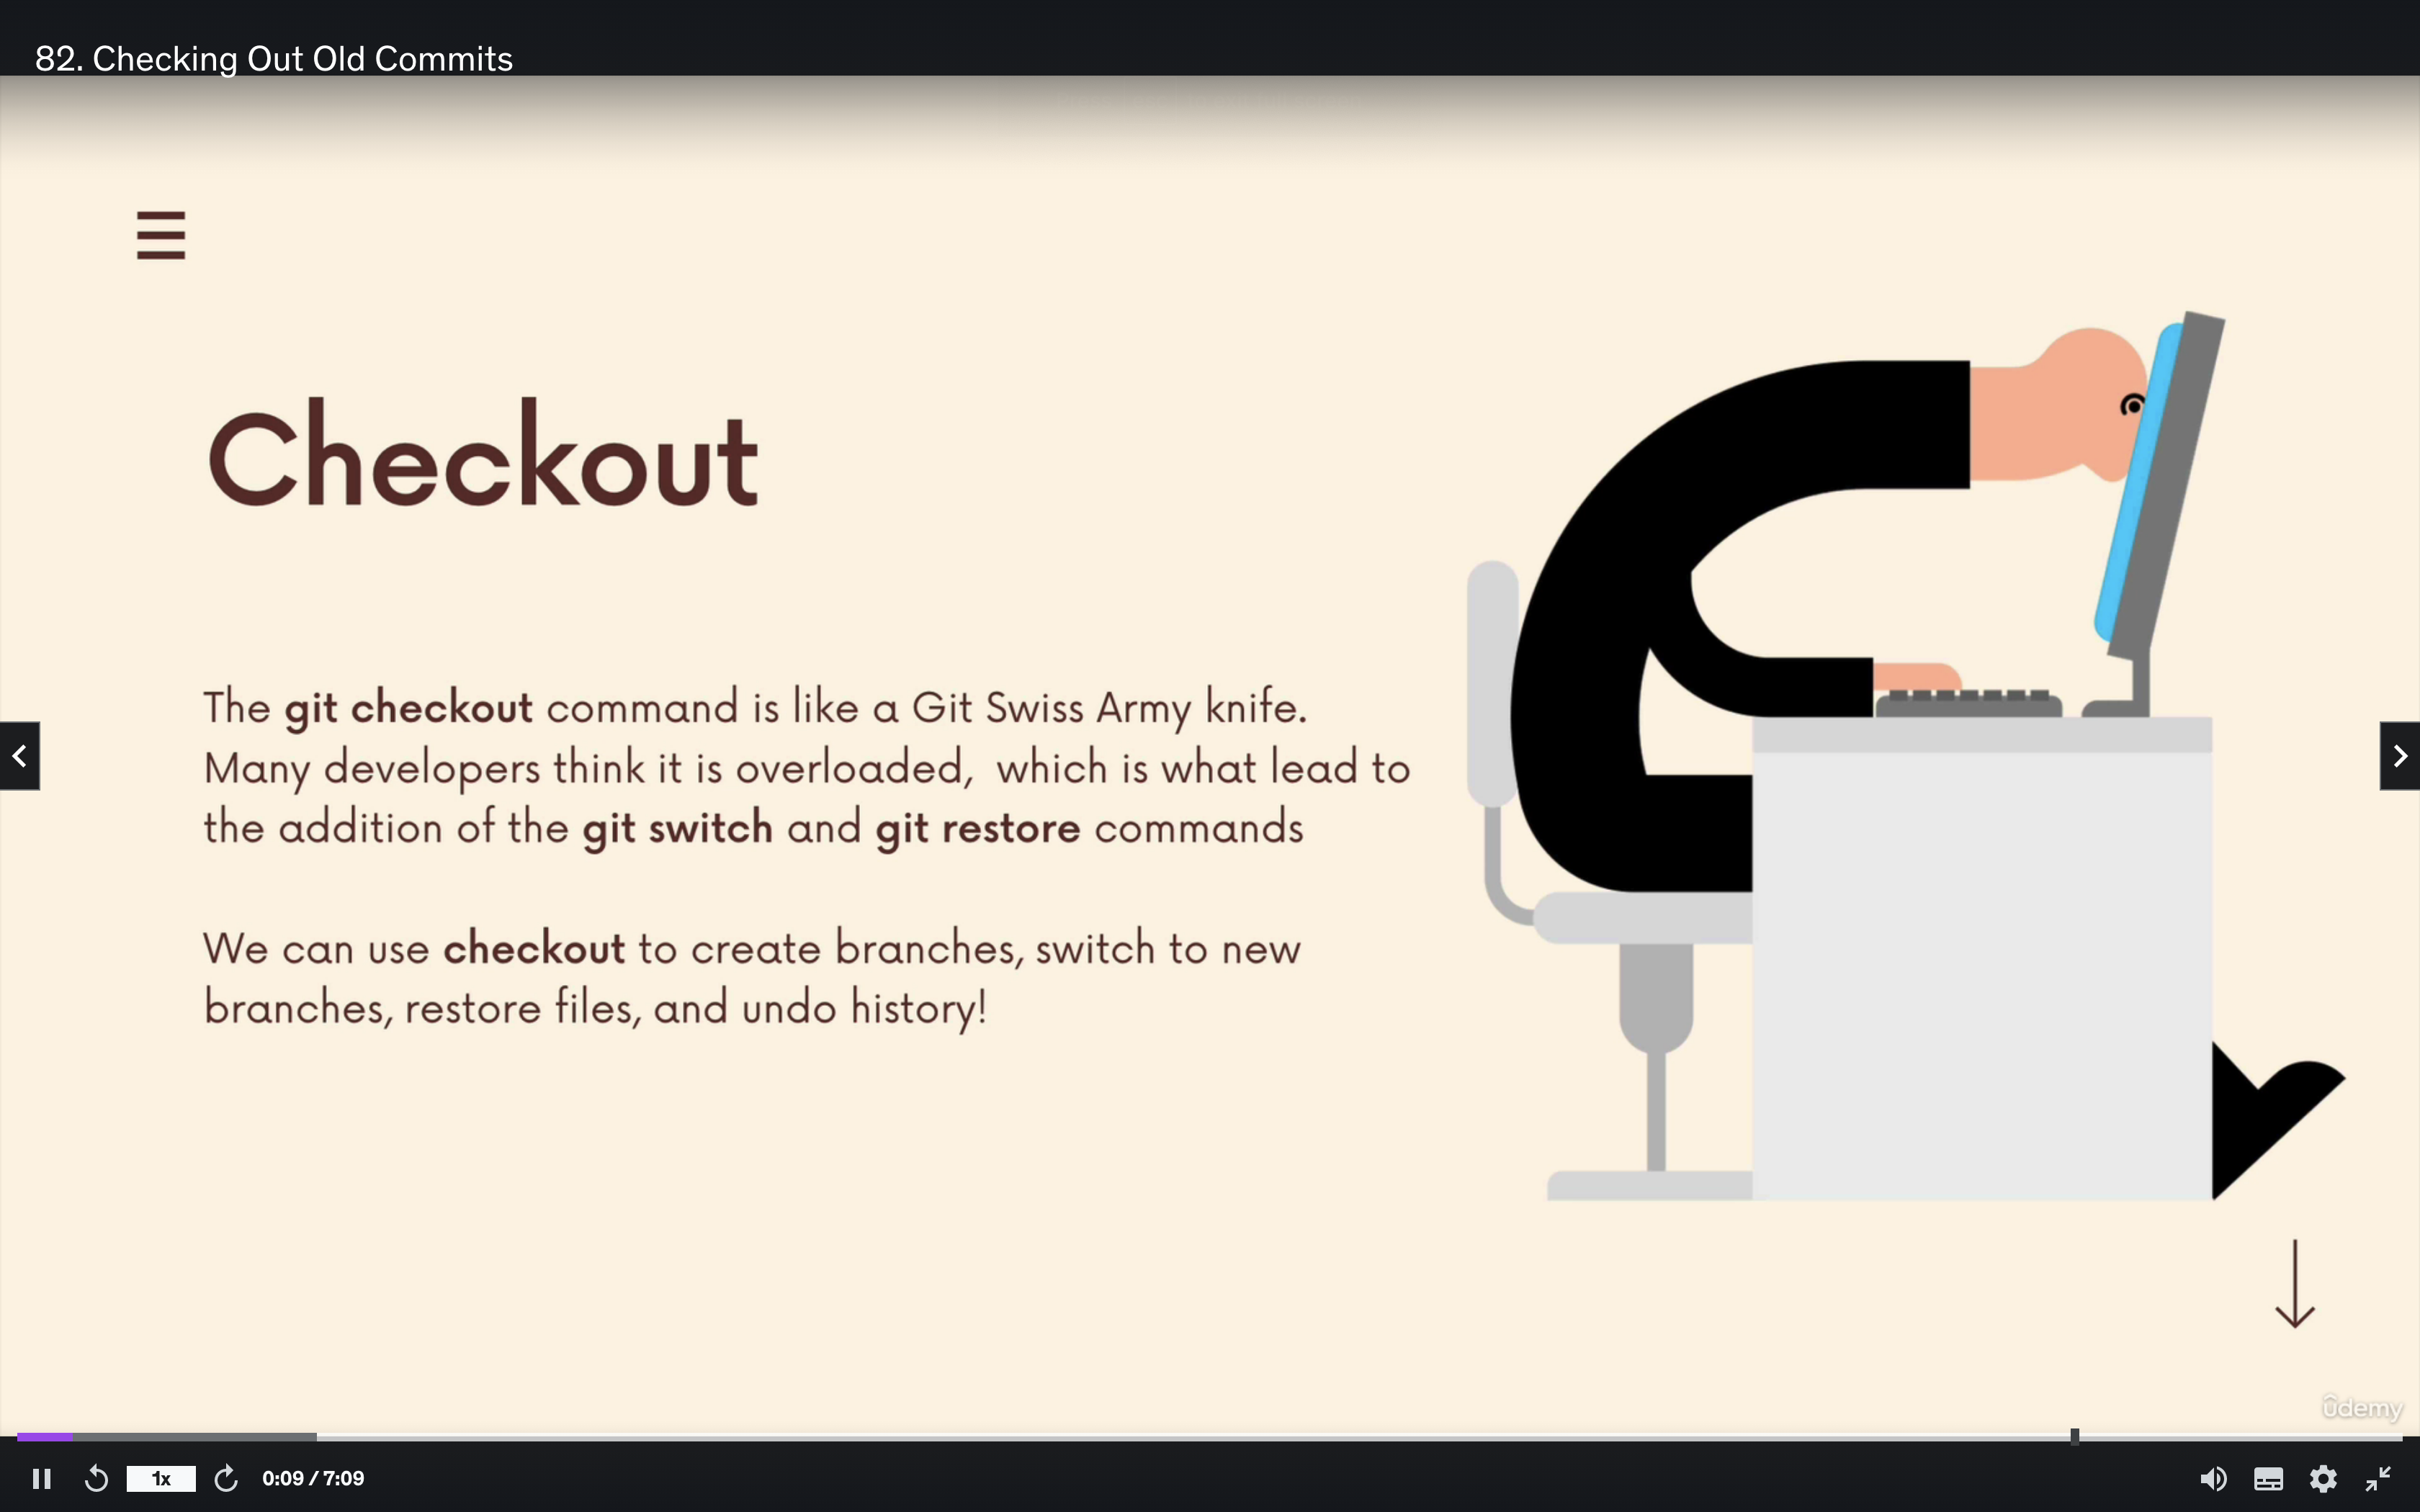 82. Checking Out Old Commits
Checkout
The git checkout command is like a Git Swiss Army knife.
Many developers think it is overloaded, which is what lead to
the addition of the git switch and git restore commands
We can use checkout to create branches, switch to new
branches, restore files, and undo history!
udemy
1x
0:09 / 7:09